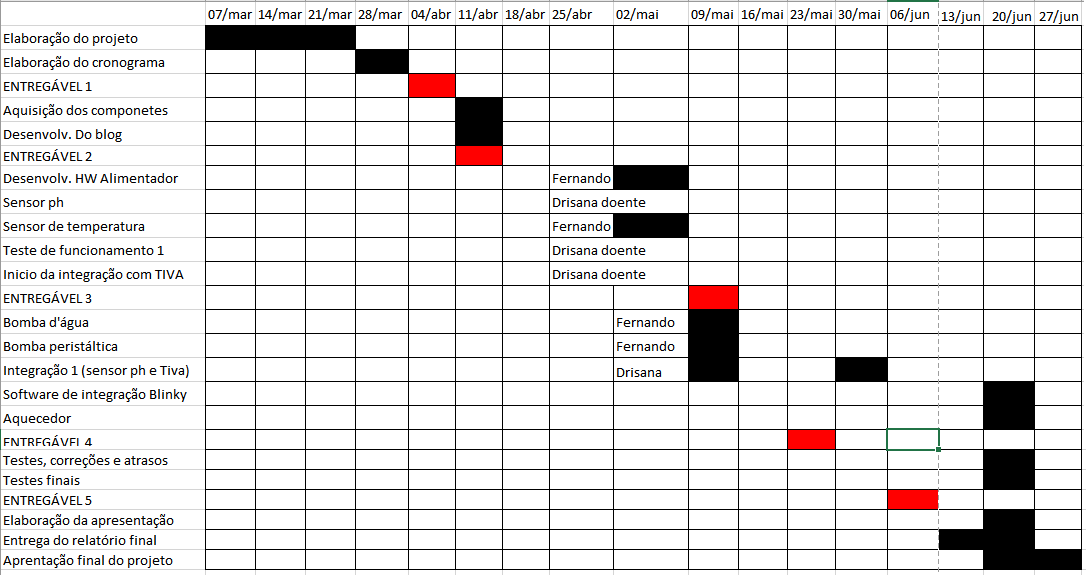 07/mar 14/mar 21/mar 28/mar 04/abr 11/abr 18/abr 25/abr 02/mai 09/mai 16/mai 23/mai 30/mai 06/jun 13/jun 20/jun 27/jun
Elaboração do projeto
Elaboração do cronograma
ENTREGÁVEL 1
Aquisição dos componetes
Desenvolv. Do blog
ENTREGÁVEL 2
Desenvolv. HW Alimentador Fernando
Sensor ph Drisana doente
Sensor de temperatura Fernando
Teste de funcionamento 1 Drisana doente
Inicio da integração com TIVA Drisana doente
ENTREGÁVEL 3
Bomba d'água Fernando
Bomba peristáltica Fernando
Integração 1 (sensor ph e Tiva) Drisana
Software de integração Blinky
Aquecedor
ENTREGÁVEL 4
Testes, correções e atrasos
Testes finais
ENTREGÁVEL 5
Elaboração da apresentação
Entrega do relatório final
Aprentação final do projeto